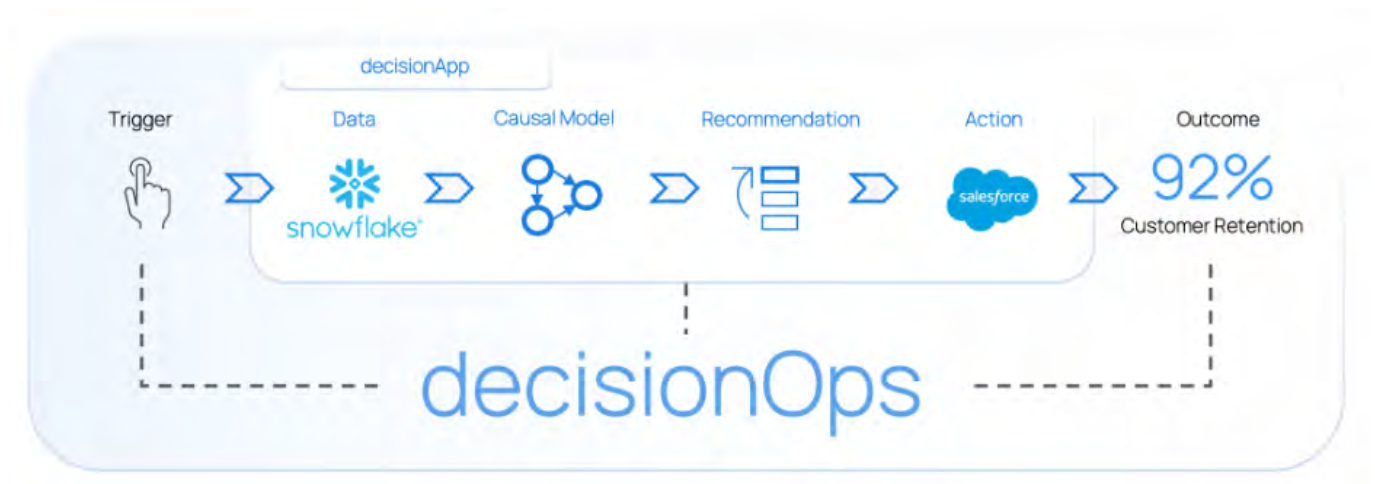 decisionApp
Trigger
Data
Causal Model
Recommendation
Action
Outcome
snowflake®
salesforce
92%
Customer Retention
decisionOps